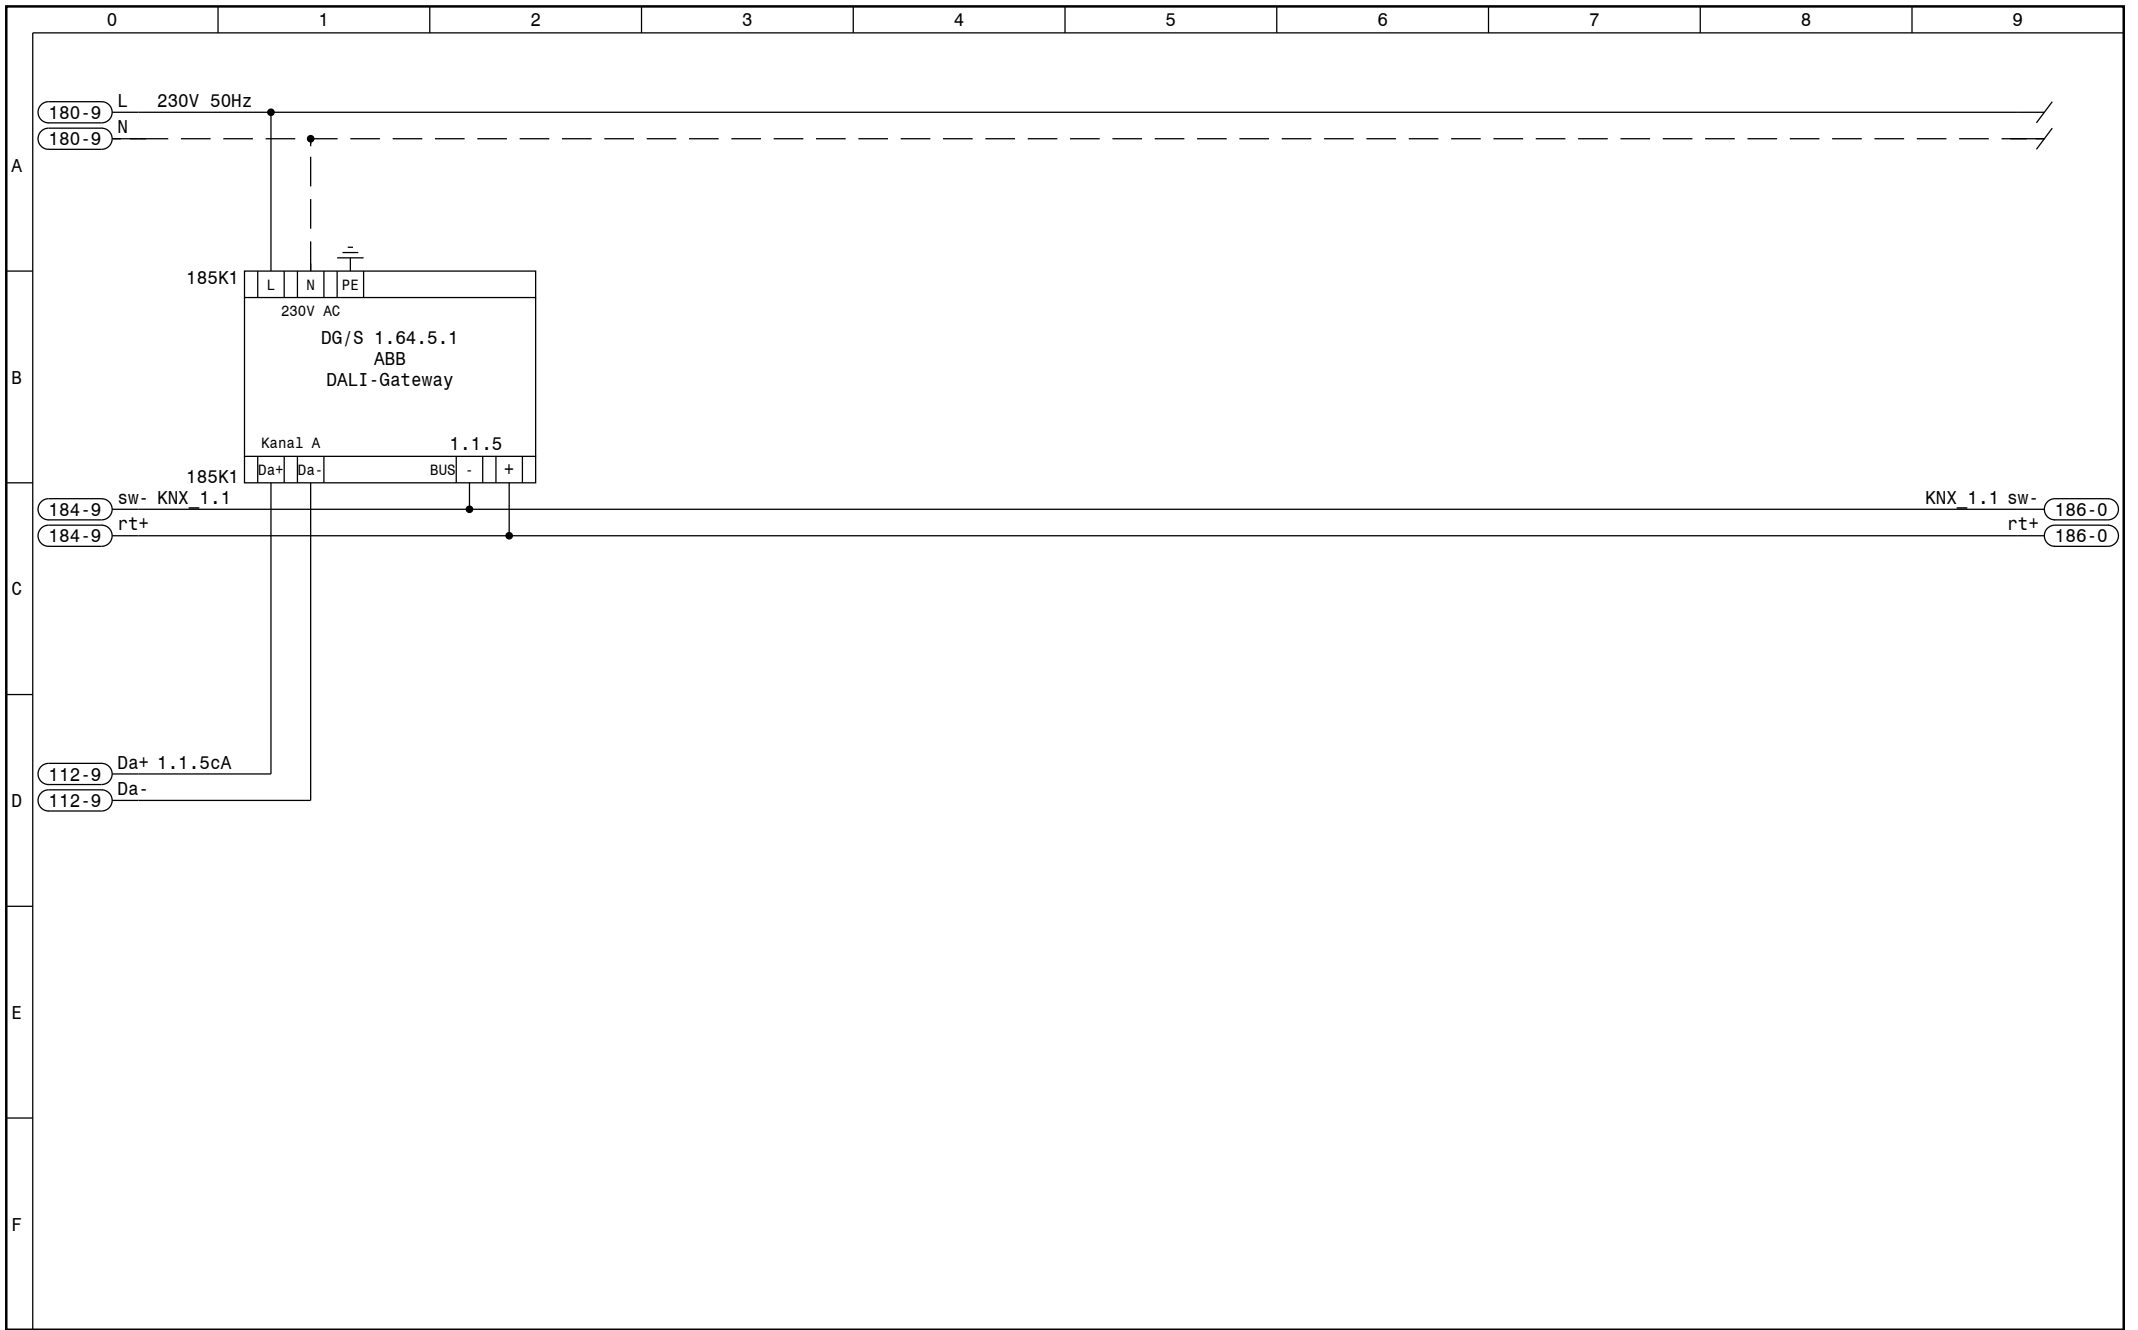 0 1 2 3 4 5 6 7 8 9
180-9 L 230V 50Hz
180-9 N
A
185K1 L N PE
230V AC
DG/S 1.64.5.1
ABB
B DALI-Gateway
Kanal A 1.1.5
185K1 Da+ Da- BUS - +
184-9 sw- KNX_1.1 KNX_1.1 sw- 186-0
184-9 rt+ rt+ 186-0
C
112-9 Da+ 1.1.5cA
D 112-9 Da-
E
F